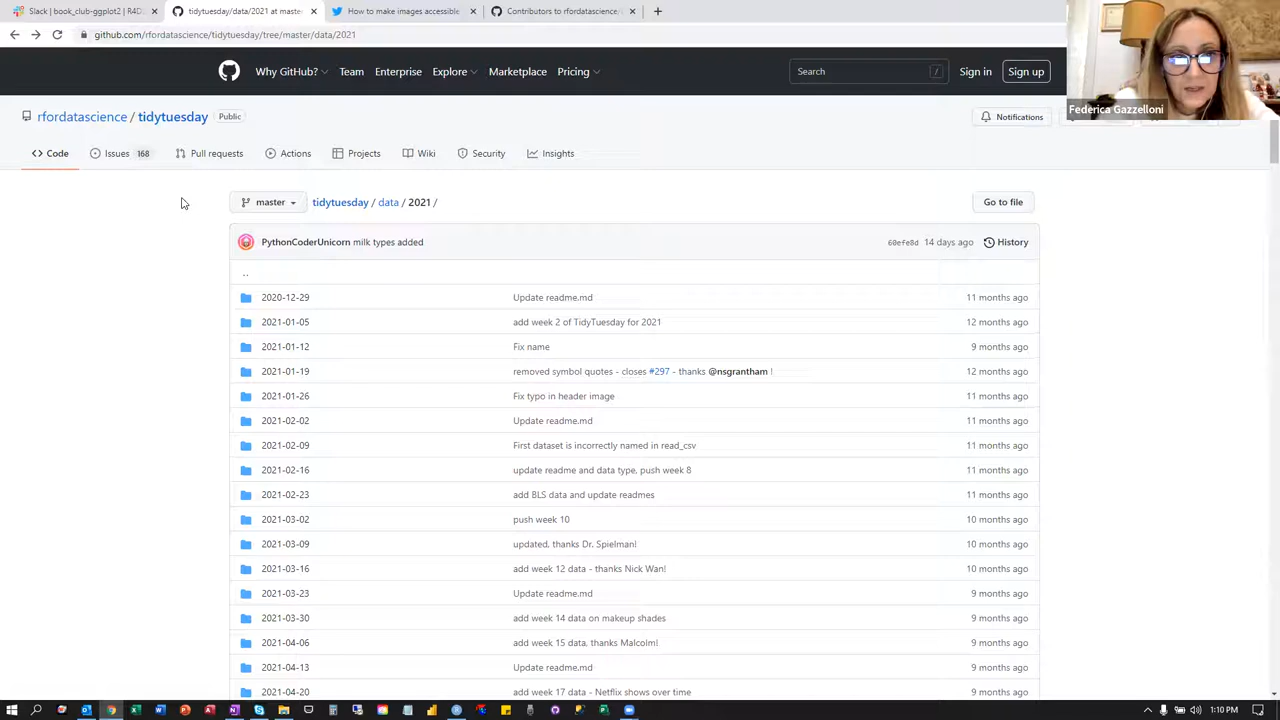 Slack | book_club-ggplot2 | R4D
tidytuesday/data/2021 at maste
How to make images accessible
Contributors to rfordatascience/
github.com/rfordatascience/tidytuesday/tree/master/data/2021
Why GitHub? Team Enterprise Explore Marketplace Pricing Search / Sign in Sign up
Federica Gazzelloni
rfordatascience / tidytuesday Public Notifications
Code Issues 168 Pull requests Actions Projects Wiki Security Insights
master tidytuesday / data / 2021 / Go to file
PythonCoderUnicorn milk types added 60efe8d 14 days ago History
..
2020-12-29 Update readme.md 11 months ago
2021-01-05 add week 2 of TidyTuesday for 2021 12 months ago
2021-01-12 Fix name 9 months ago
2021-01-19 removed symbol quotes - closes #297 - thanks @nsgrantham ! 12 months ago
2021-01-26 Fix typo in header image 11 months ago
2021-02-02 Update readme.md 11 months ago
2021-02-09 First dataset is incorrectly named in read_csv 11 months ago
2021-02-16 update readme and data type, push week 8 11 months ago
2021-02-23 add BLS data and update readmes 11 months ago
2021-03-02 push week 10 10 months ago
2021-03-09 updated, thanks Dr. Spielman! 10 months ago
2021-03-16 add week 12 data - thanks Nick Wan! 10 months ago
2021-03-23 Update readme.md 9 months ago
2021-03-30 add week 14 data on makeup shades 9 months ago
2021-04-06 add week 15 data, thanks Malcolm!. 9 months ago
2021-04-13 Update readme.md 9 months ago
2021-04-20 add week 17 data - Netflix shows over time 9 months ago
1:10 PM